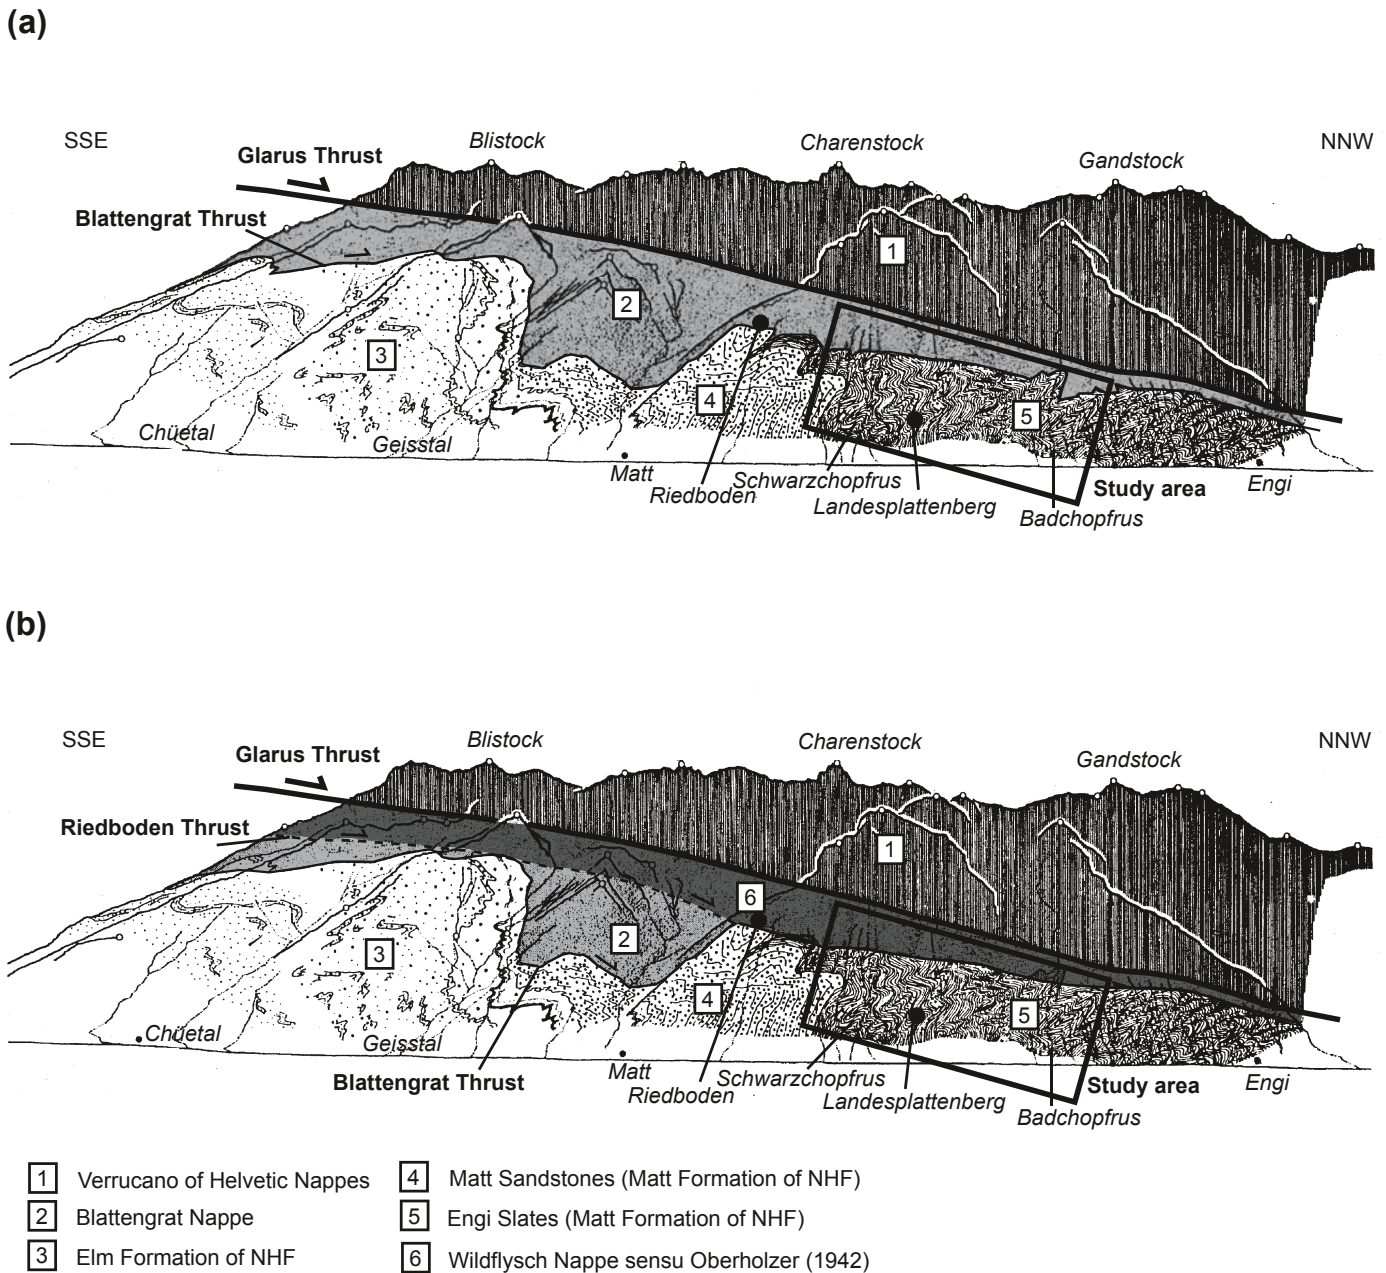 (a)
SSE
Blistock
Charenstock
Gandstock
NNW
Glarus Thrust
Blattengrat Thrust
1
2
3
4
5
Chüetal
Geisstal
Matt
Riedboden
Schwarzchopfrus
Landesplattenberg
Badchopfrus
Study area
Engi
(b)
SSE
Blistock
Charenstock
Gandstock
NNW
Glarus Thrust
Riedboden Thrust
1
6
2
3
4
5
Chüetal
Geisstal
Blattengrat Thrust
Matt
Riedboden
Schwarzchopfrus
Landesplattenberg
Badchopfrus
Study area
Engi
1 Verrucano of Helvetic Nappes
2 Blattengrat Nappe
3 Elm Formation of NHF
4 Matt Sandstones (Matt Formation of NHF)
5 Engi Slates (Matt Formation of NHF)
6 Wildflysch Nappe sensu Oberholzer (1942)